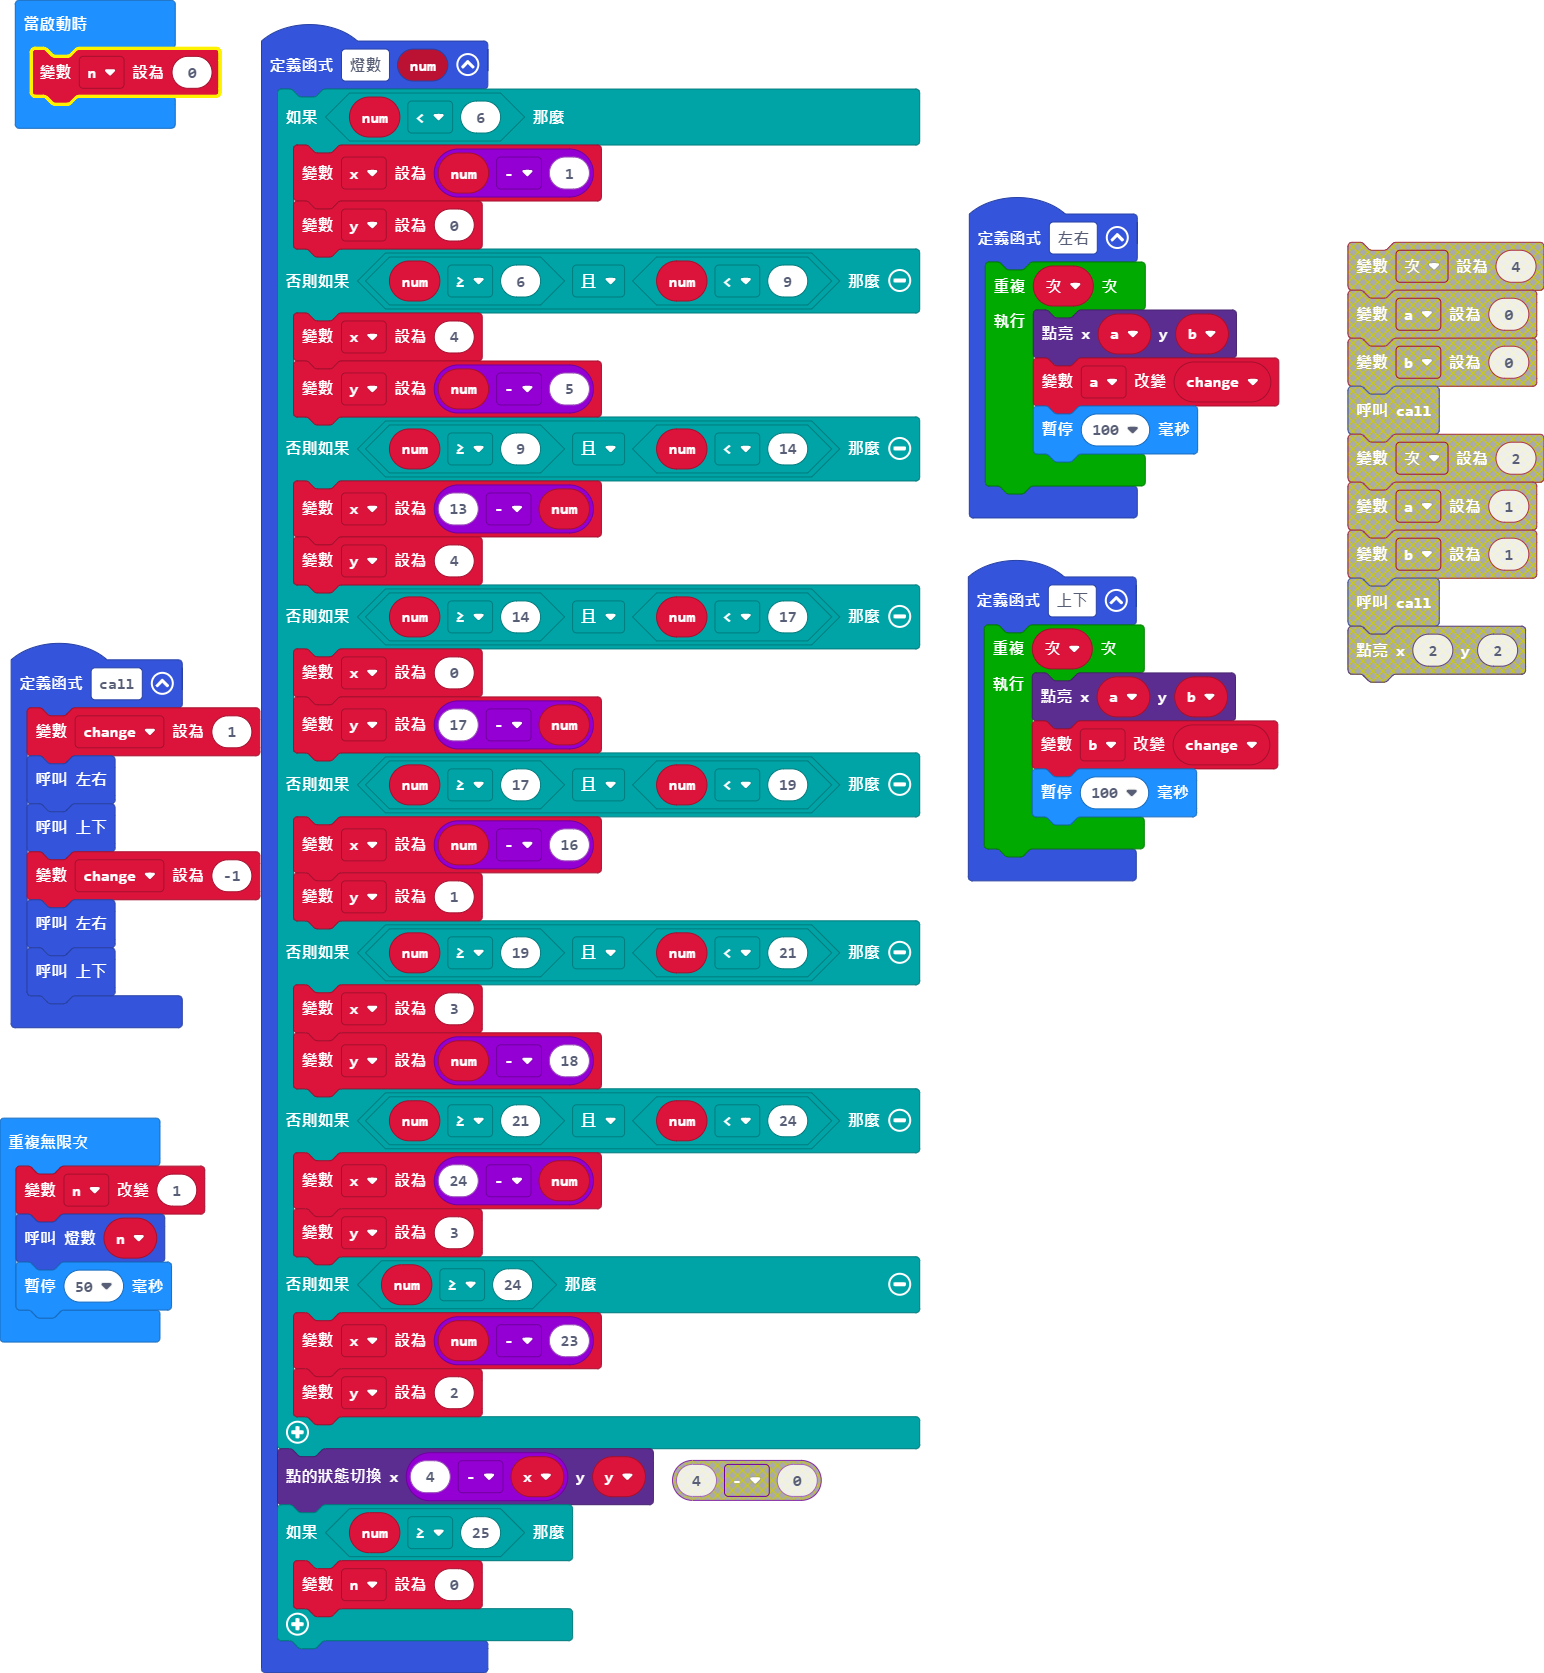 當啟動時
變數 n 設為 0
定義函式 燈數 num
如果 num < 6 那麼
變數 x 設為 num - 1
變數 y 設為 0
否則如果 num ≥ 6 且 num < 9 那麼
變數 x 設為 4
變數 y 設為 num - 5
否則如果 num ≥ 9 且 num < 14 那麼
變數 x 設為 13 - num
變數 y 設為 4
否則如果 num ≥ 14 且 num < 17 那麼
變數 x 設為 0
變數 y 設為 17 - num
否則如果 num ≥ 17 且 num < 19 那麼
變數 x 設為 num - 16
變數 y 設為 1
否則如果 num ≥ 19 且 num < 21 那麼
變數 x 設為 3
變數 y 設為 num - 18
否則如果 num ≥ 21 且 num < 24 那麼
變數 x 設為 24 - num
變數 y 設為 3
否則如果 num ≥ 24 那麼
變數 x 設為 num - 23
變數 y 設為 2
點的狀態切換 x 4 - x y y
4 - 0
如果 num ≥ 25 那麼
變數 n 設為 0
定義函式 call
變數 change 設為 1
呼叫 左右
呼叫 上下
變數 change 設為 -1
呼叫 左右
呼叫 上下
重複無限次
變數 n 改變 1
呼叫 燈數 n
暫停 50 毫秒
定義函式 左右
重複 次 次
執行
點亮 x a y b
變數 a 改變 change
暫停 100 毫秒
定義函式 上下
重複 次 次
執行
點亮 x a y b
變數 b 改變 change
暫停 100 毫秒
變數 次 設為 4
變數 a 設為 0
變數 b 設為 0
呼叫 call
變數 次 設為 2
變數 a 設為 1
變數 b 設為 1
呼叫 call
點亮 x 2 y 2